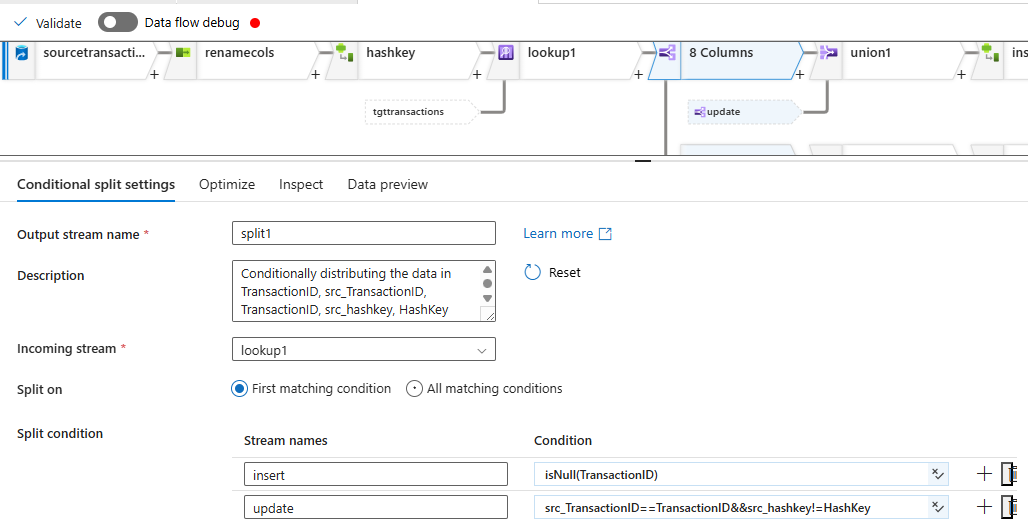 Validate Data flow debug
sourcetransacti... renamecols hashkey lookup1 8 Columns union1 ins
+ + + + + +
tgttransactions update
Conditional split settings Optimize Inspect Data preview
Output stream name * split1 Learn more
Description Conditionally distributing the data in Reset
TransactionID, src_TransactionID,
TransactionID, src_hashkey, HashKey
Incoming stream * lookup1
Split on First matching condition All matching conditions
Split condition Stream names Condition
insert isNull(TransactionID) +
update src_TransactionID==TransactionID&&src_hashkey!=HashKey +